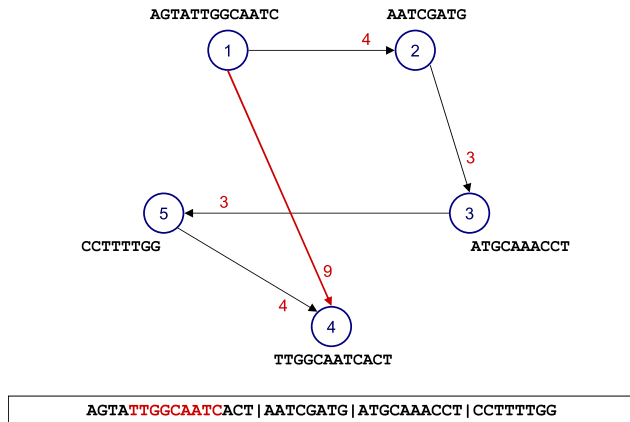 AGTATTGGCAATC AATCGATG
1 4 2
3
5 3 3
CCTTTTGG ATGCAAACCT
9
4
4
TTGGCAATCACT
AGTATTGGCAATCACT|AATCGATG|ATGCAAACCT|CCTTTTGG